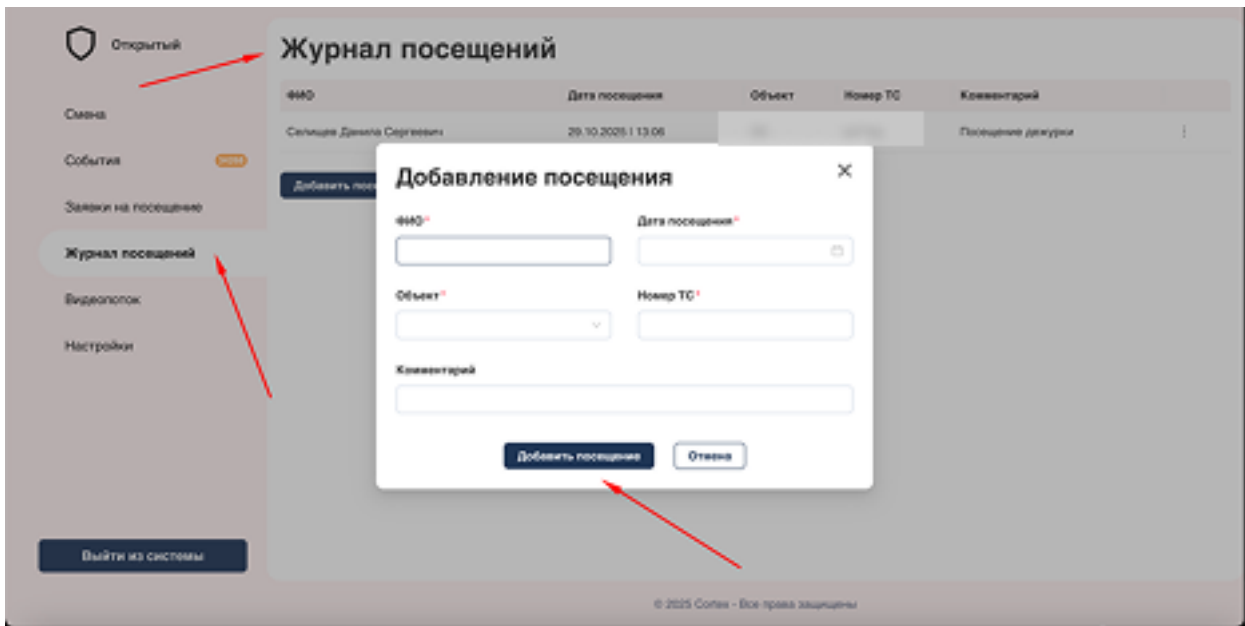 Открытый
Журнал посещений
ФИО Дата посещения Объект Номер ТС Комментарий
Смена
Селищев Данила Сергеевич 29.10.2025 | 13:06 Посещение дежурки
События
Добавить
Добавление посещения
Заявки на посещение
ФИО* Дата посещения*
Журнал посещений
Видеопоток
Объект* Номер ТС*
Настройки
Комментарий
Добавить посещение Отмена
Выйти из системы
© 2025 Cortex - Все права защищены